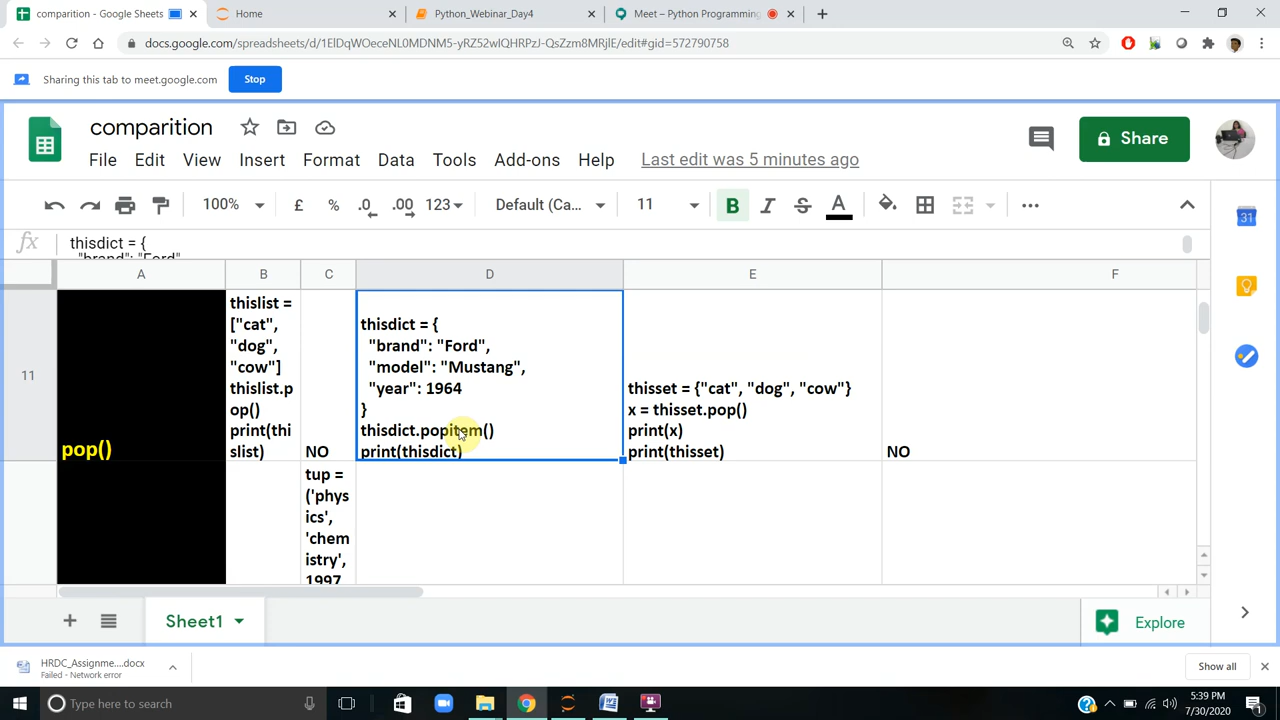 comparition - Google Sheets
Home
Python_Webinar_Day4
Meet – Python Programming
docs.google.com/spreadsheets/d/1ElDqWOeceNL0MDNM5-yRZ52wIQHRPzJ-QsZzm8MRjlE/edit#gid=572790758
Sharing this tab to meet.google.com
Stop
comparition
File Edit View Insert Format Data Tools Add-ons Help
Last edit was 5 minutes ago
Share
100%
£
%
.0
.00
123
Default (Ca...
11
B
I
S
A
31
fx
thisdict = {
"brand": "Ford"
A B C D E F
11
pop()
thislist =
["cat",
"dog",
"cow"]
thislist.p
op()
print(thi
slist)
NO
thisdict = {
"brand": "Ford",
"model": "Mustang",
"year": 1964
}
thisdict.popitem()
print(thisdict)
thisset = {"cat", "dog", "cow"}
x = thisset.pop()
print(x)
print(thisset)
NO
tup =
('phys
ics',
'chem
istry',
1997
Sheet1
Explore
HRDC_Assignme....docx
Failed - Network error
Show all
Type here to search
5:39 PM
7/30/2020
1